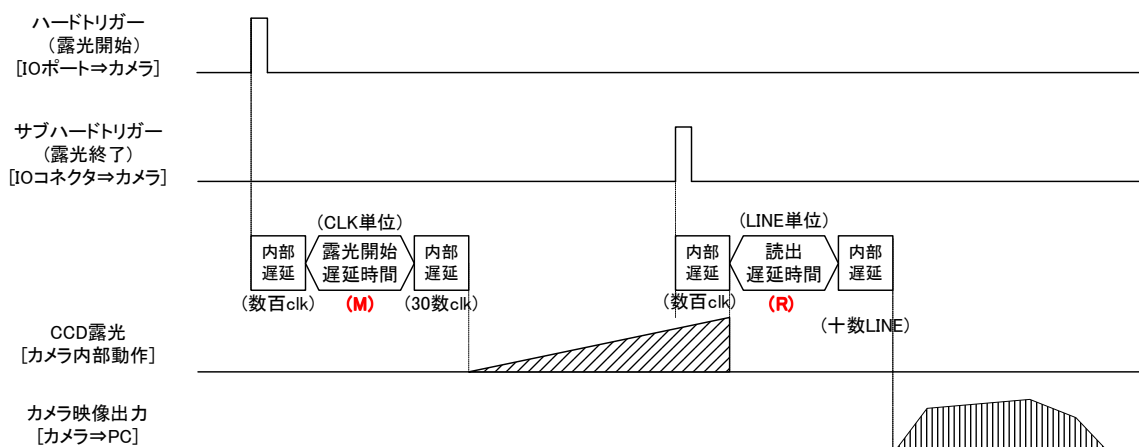 ハードトリガー
(露光開始)
[IOポート⇒カメラ]
サブハードトリガー
(露光終了)
[IOコネクタ⇒カメラ]
(CLK単位)
(LINE単位)
内部
遅延
露光開始
遅延時間
内部
遅延
内部
遅延
読出
遅延時間
内部
遅延
(数百clk)
(M)
(30数clk)
(数百clk)
(R)
(十数LINE)
CCD露光
[カメラ内部動作]
カメラ映像出力
[カメラ⇒PC]